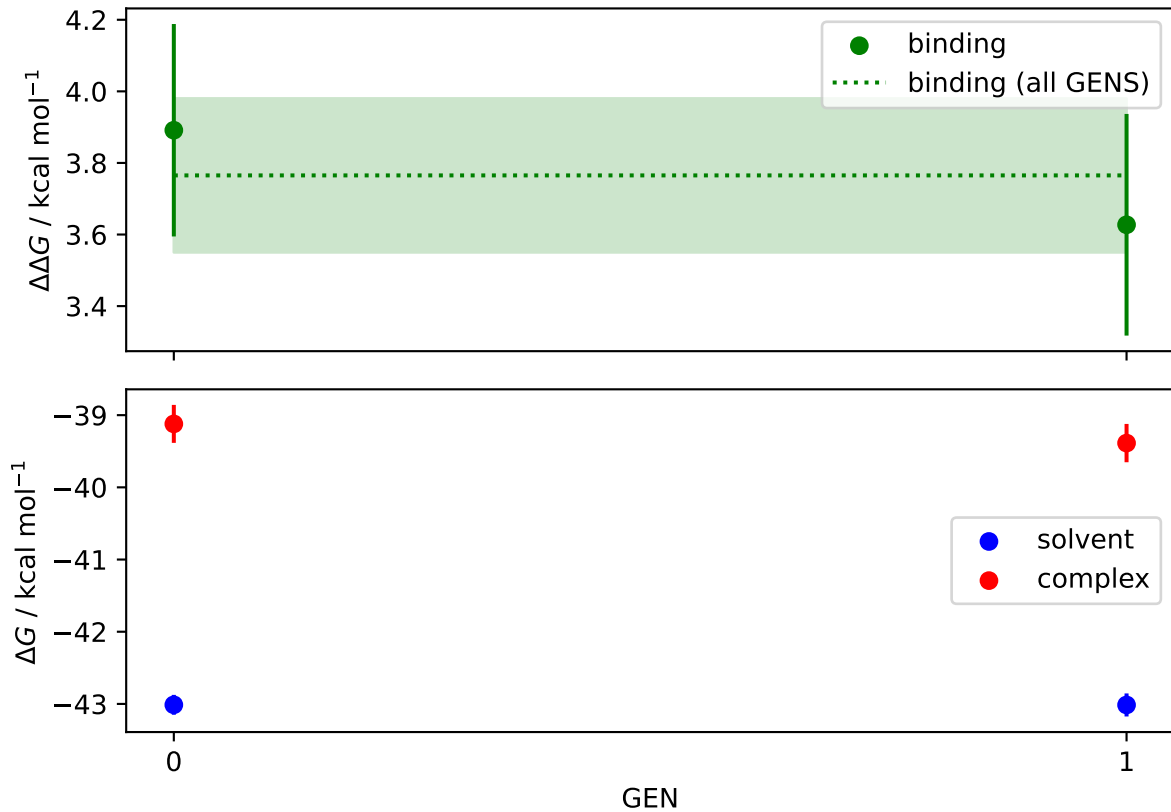 ΔΔG / kcal mol⁻¹
4.2
4.0
3.8
3.6
3.4
binding
binding (all GENS)
ΔG / kcal mol⁻¹
−39
−40
−41
−42
−43
solvent
complex
0
1
GEN